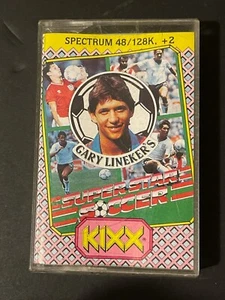 SPECTRUM 48/128K, +2
GARY LINEKER'S
SUPERSTAR
SOCCER
KIXX